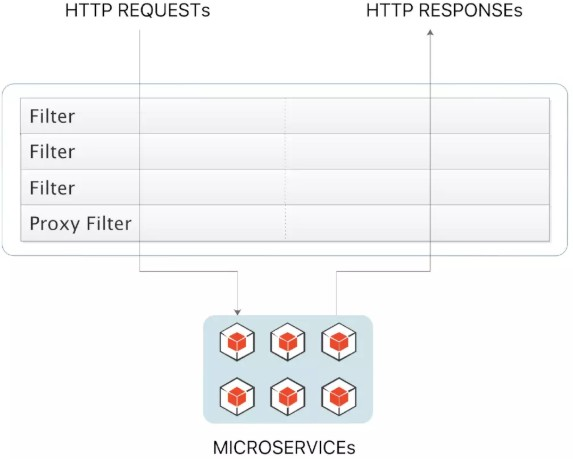 HTTP REQUESTs
HTTP RESPONSEs
Filter
Filter
Filter
Proxy Filter
MICROSERVICEs